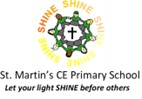 SHINE SHINE SHINE
SHINE SHINE
St. Martin's CE Primary School
Let your light SHINE before others